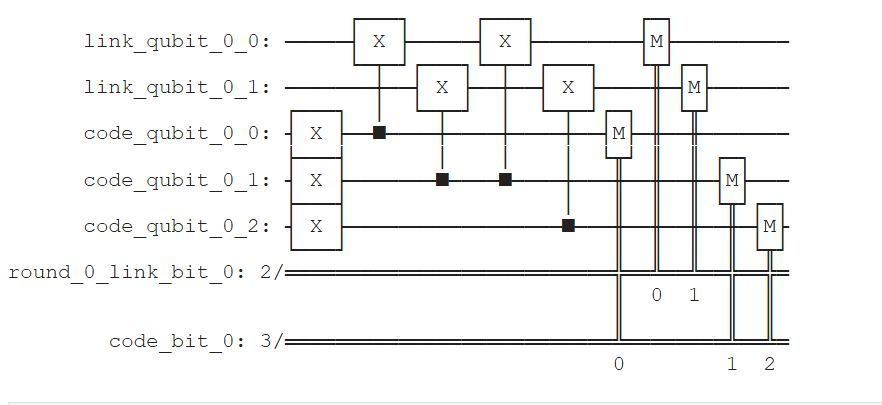 X X M
link_qubit_0_0:
X X M
link_qubit_0_1:
X M
code_qubit_0_0:
X M
code_qubit_0_1:
X M
code_qubit_0_2:
round_0_link_bit_0: 2/
0 1
code_bit_0: 3/
0 1 2